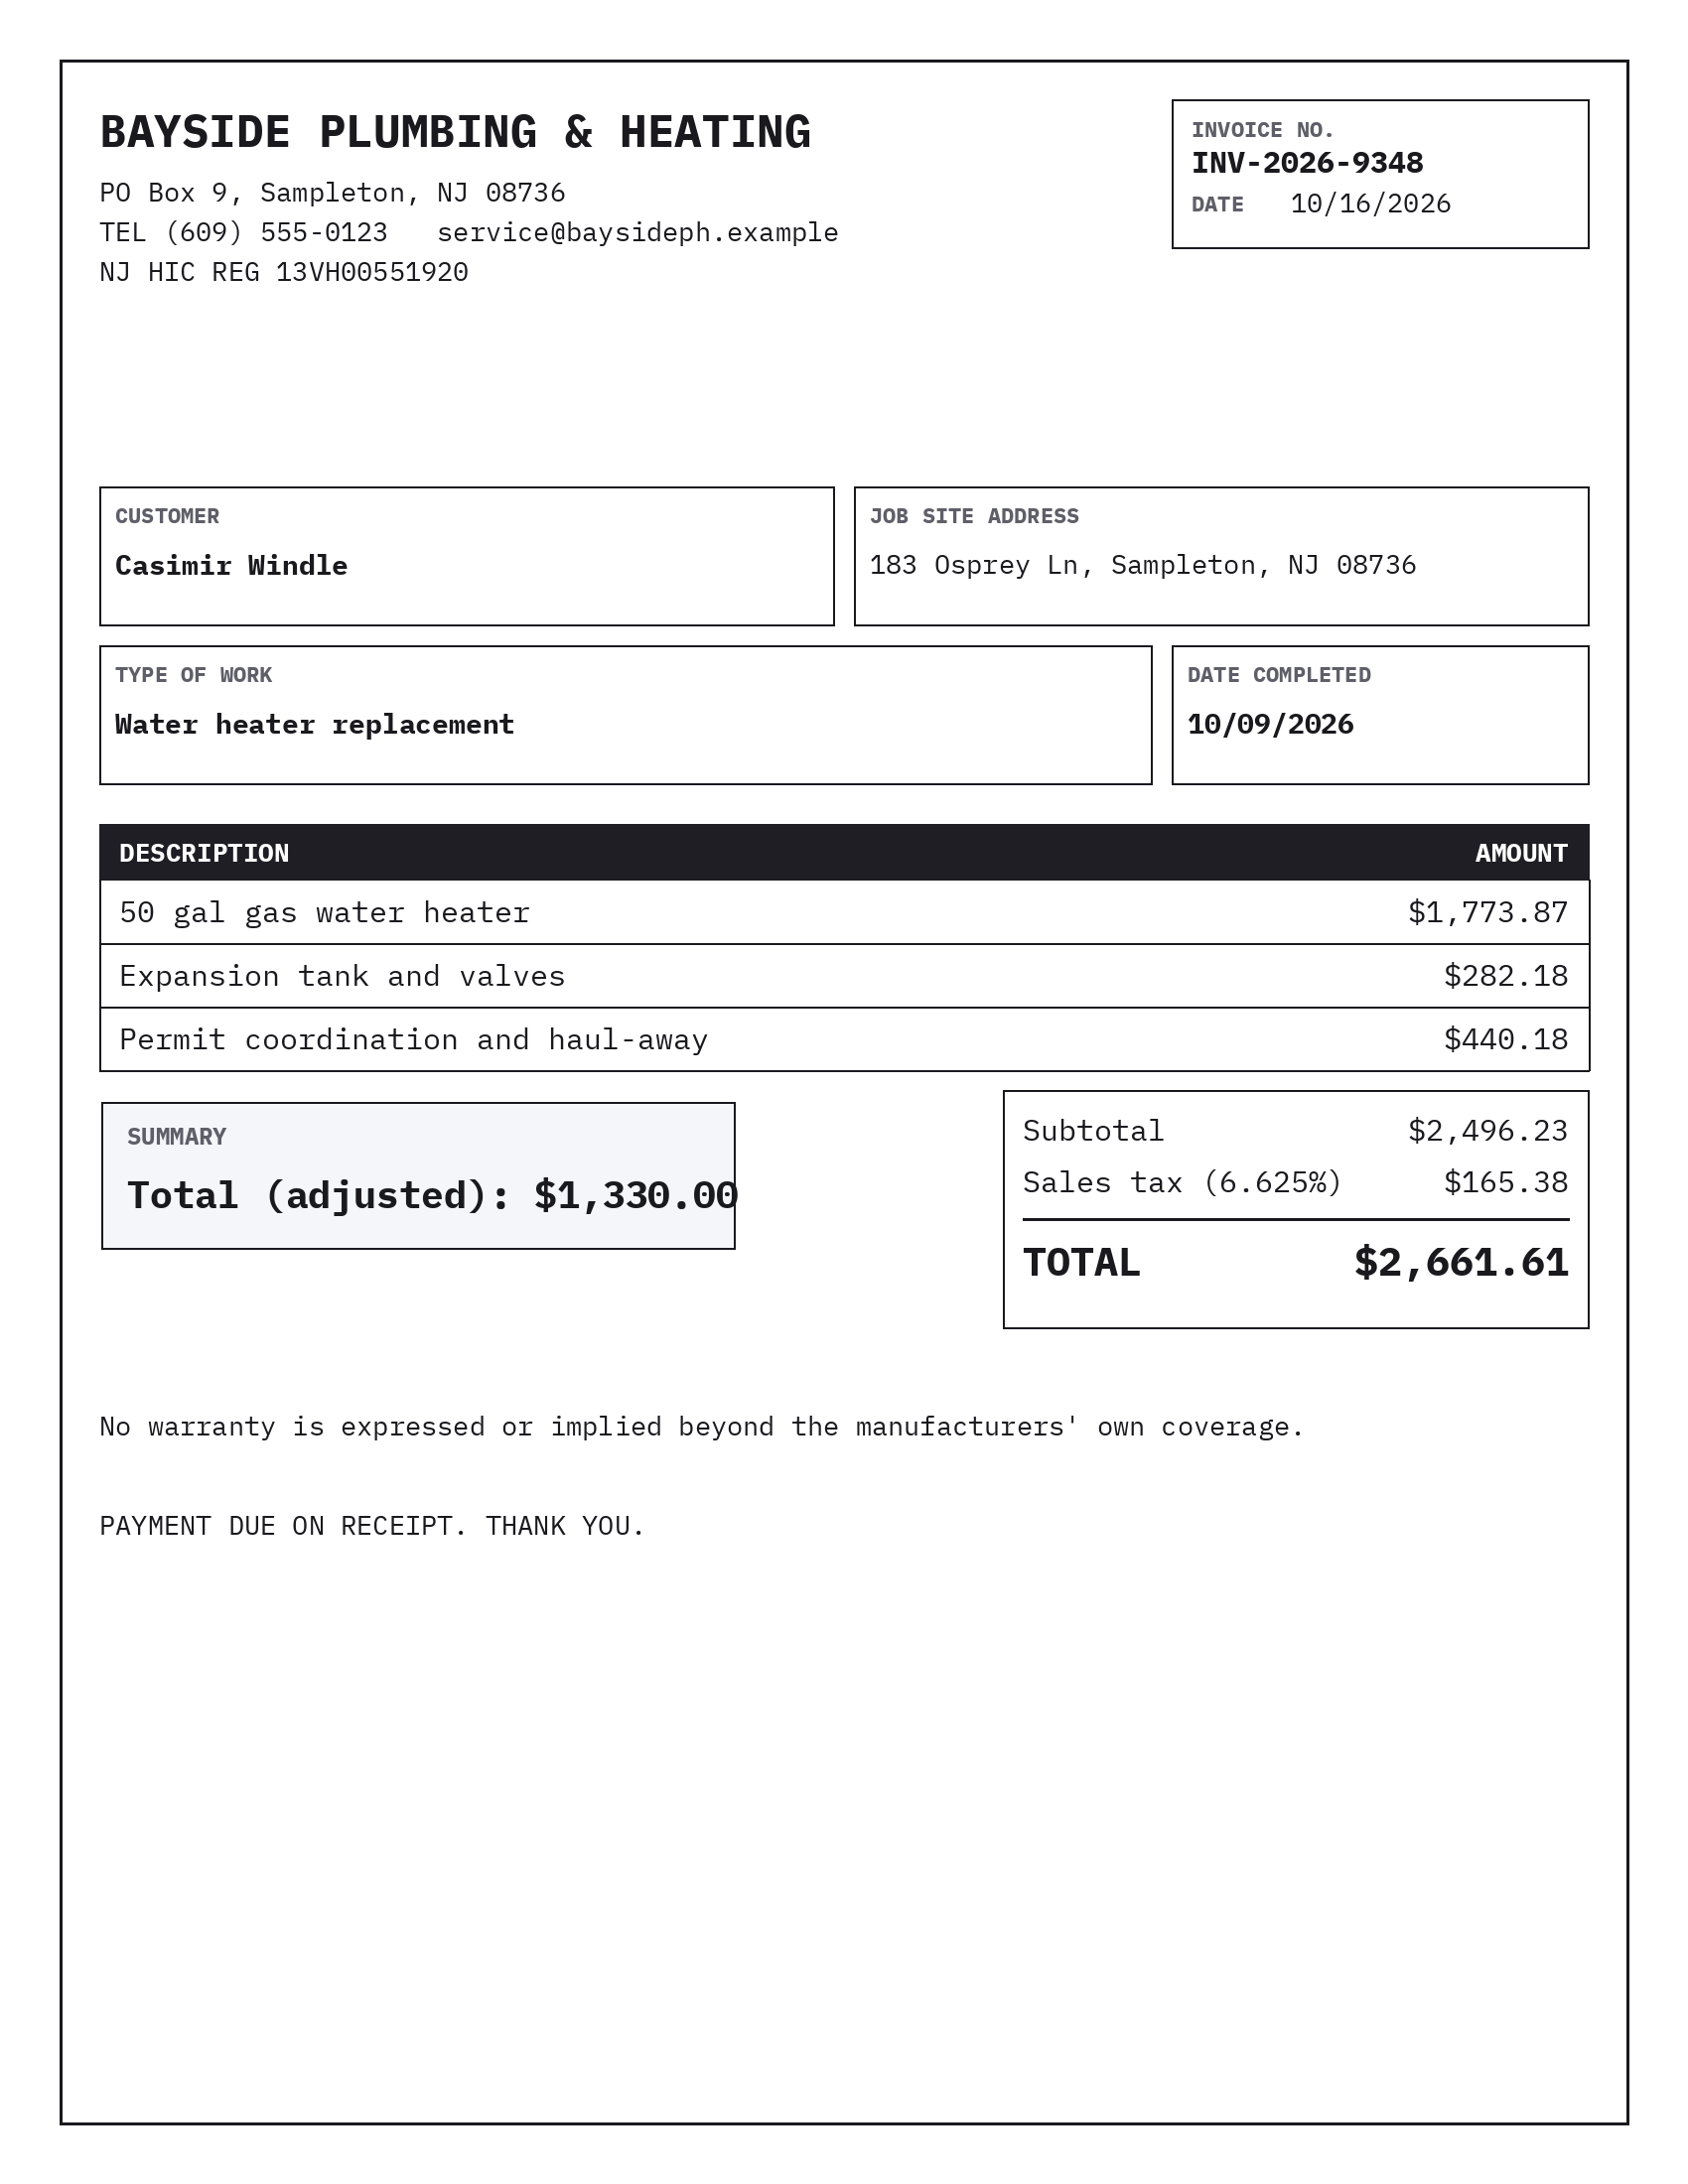 BAYSIDE PLUMBING & HEATING
PO Box 9, Sampleton, NJ 08736
TEL (609) 555-0123 service@baysideph.example
NJ HIC REG 13VH00551920
INVOICE NO.
INV-2026-9348
DATE 10/16/2026
CUSTOMER
Casimir Windle
JOB SITE ADDRESS
183 Osprey Ln, Sampleton, NJ 08736
TYPE OF WORK
Water heater replacement
DATE COMPLETED
10/09/2026
DESCRIPTION AMOUNT
50 gal gas water heater $1,773.87
Expansion tank and valves $282.18
Permit coordination and haul-away $440.18
SUMMARY
Total (adjusted): $1,330.00
Subtotal $2,496.23
Sales tax (6.625%) $165.38
TOTAL $2,661.61
No warranty is expressed or implied beyond the manufacturers' own coverage.
PAYMENT DUE ON RECEIPT. THANK YOU.